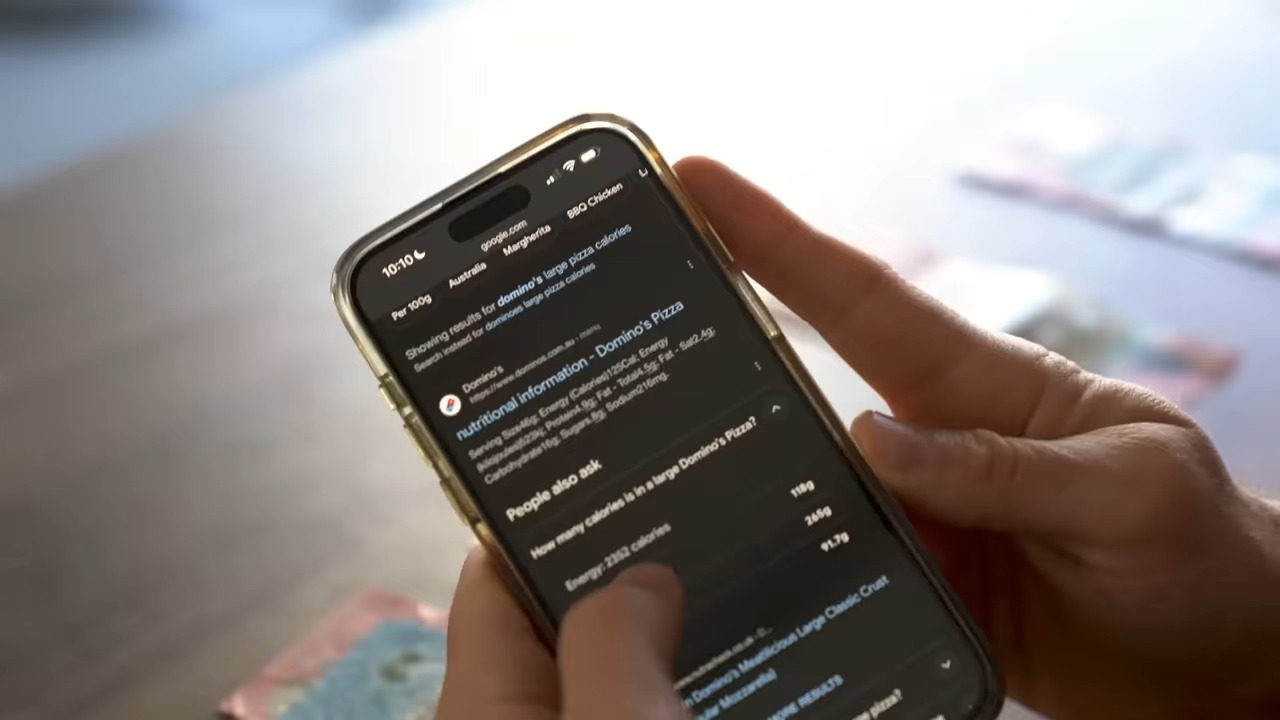 10:10
google.com
Per 100g Australia Margherita BBQ Chicken
Showing results for domino's large pizza calories
Search instead for dominoes large pizza calories
Domino's
https://www.dominos.com.au › menu
nutritional information - Domino's Pizza
Serving Size46g; Energy (Calories)125Cal; Energy
(kilojoules)523kj; Protein4.9g; Fat - Total4.5g; Fat - Sat2.4g;
Carbohydrate16g; Sugars.8g; Sodium216mg.
People also ask
How many calories is in a large Domino's Pizza?
Energy: 2352 calories
118g
265g
91.7g
in Domino's Meatilicious Large Classic Crust
Mozzarella)
MORE RESULTS
pizza?